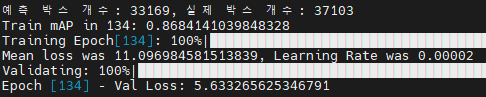 예측 박스 개수: 33169, 실제 박스 개수: 37103
Train mAP in 134: 0.8684141039848328
Training Epoch[134]: 100%|
Mean loss was 11.096984581513839, Learning Rate was 0.00002
Validating: 100%|
Epoch [134] - Val Loss: 5.633265625346791